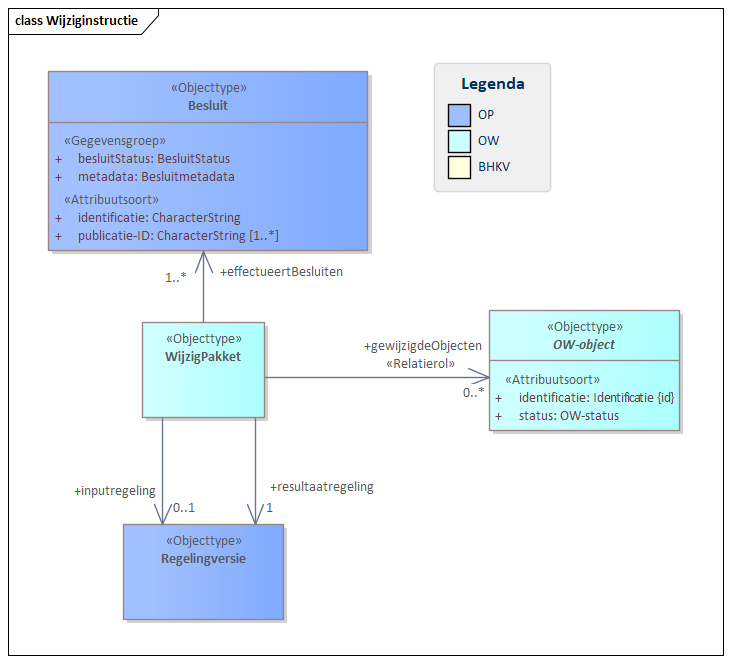 class Wijziginstructie
«Objecttype»
Besluit
«Gegevensgroep»
+ besluitStatus: BesluitStatus
+ metadata: Besluitmetadata
«Attribuutsoort»
+ identificatie: CharacterString
+ publicatie-ID: CharacterString [1..*]
Legenda
OP
OW
BHKV
1..*
+effectueertBesluiten
«Objecttype»
WijzigPakket
+gewijzigdeObjecten
«Relatierol»
0..*
«Objecttype»
OW-object
«Attribuutsoort»
+ identificatie: Identificatie {id}
+ status: OW-status
+inputregeling
0..1
+resultaatregeling
1
«Objecttype»
Regelingversie